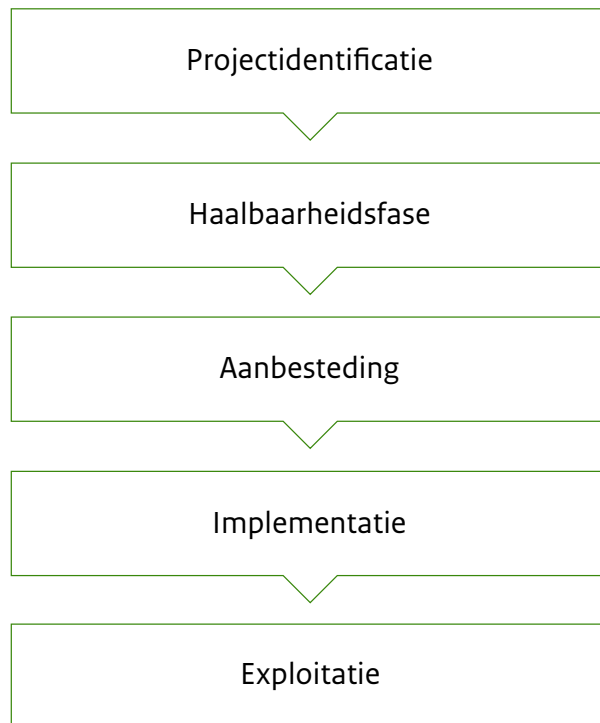 Projectidentificatie
Haalbaarheidsfase
Aanbesteding
Implementatie
Exploitatie